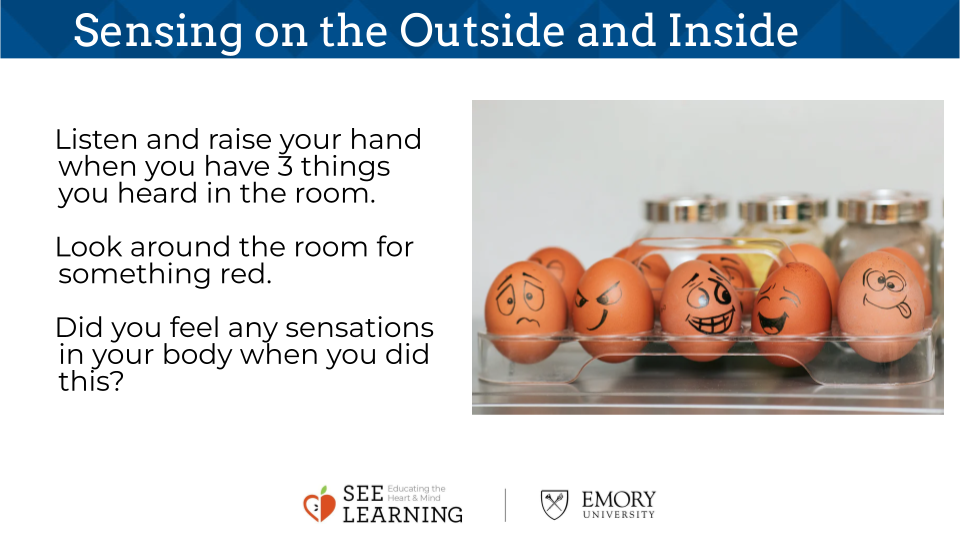 Sensing on the Outside and Inside
Listen and raise your hand
when you have 3 things
you heard in the room.
Look around the room for
something red.
Did you feel any sensations
in your body when you did
this?
SEE Educating the
Heart & Mind
LEARNING
EMORY
UNIVERSITY